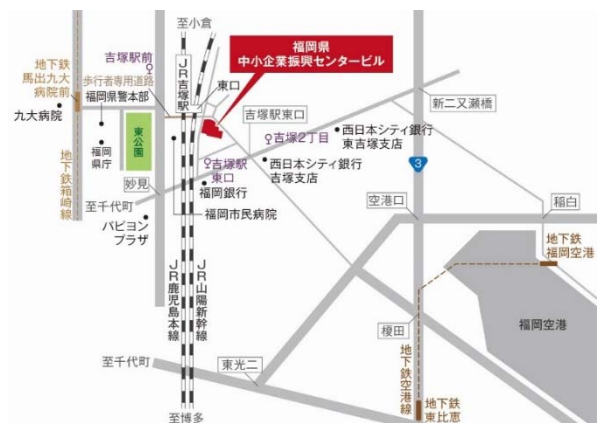 至小倉
福岡県
中小企業振興センタービル
地下鉄
馬出九大
病院前
吉塚駅前
歩行者専用道路
JR吉塚駅
東口
福岡県警本部
九大病院
東公園
福岡
県庁
吉塚駅東口
吉塚2丁目
西日本シティ銀行
東吉塚支店
新二又瀬橋
3
吉塚駅
東口
西日本シティ銀行
吉塚支店
福岡銀行
地下鉄箱崎線
妙見
至千代町
パピヨン
プラザ
福岡市民病院
空港口
稲白
地下鉄
福岡空港
JR鹿児島本線
JR山陽新幹線
福岡空港
榎田
地下鉄空港線
至千代町
東光二
地下鉄
東比恵
至博多